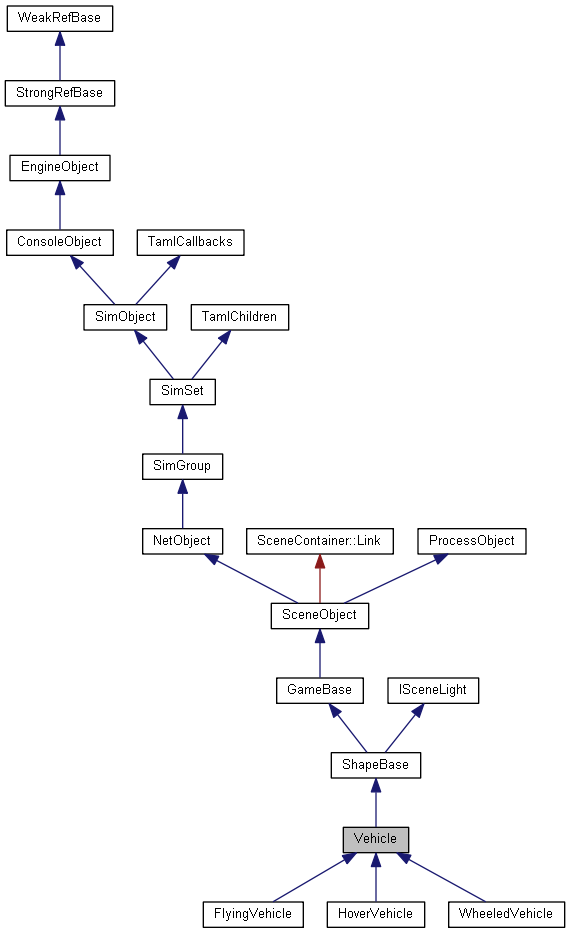 WeakRefBase
StrongRefBase
EngineObject
ConsoleObject
TamlCallbacks
SimObject
TamlChildren
SimSet
SimGroup
NetObject
SceneContainer::Link
ProcessObject
SceneObject
GameBase
ISceneLight
ShapeBase
Vehicle
FlyingVehicle
HoverVehicle
WheeledVehicle